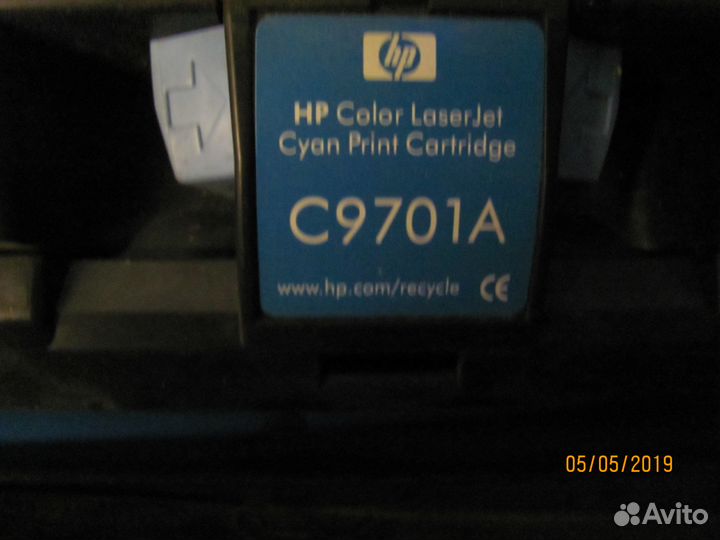 hp
HP Color LaserJet
Cyan Print Cartridge
C9701A
www.hp.com/recycle CE
05/05/2019
Avito